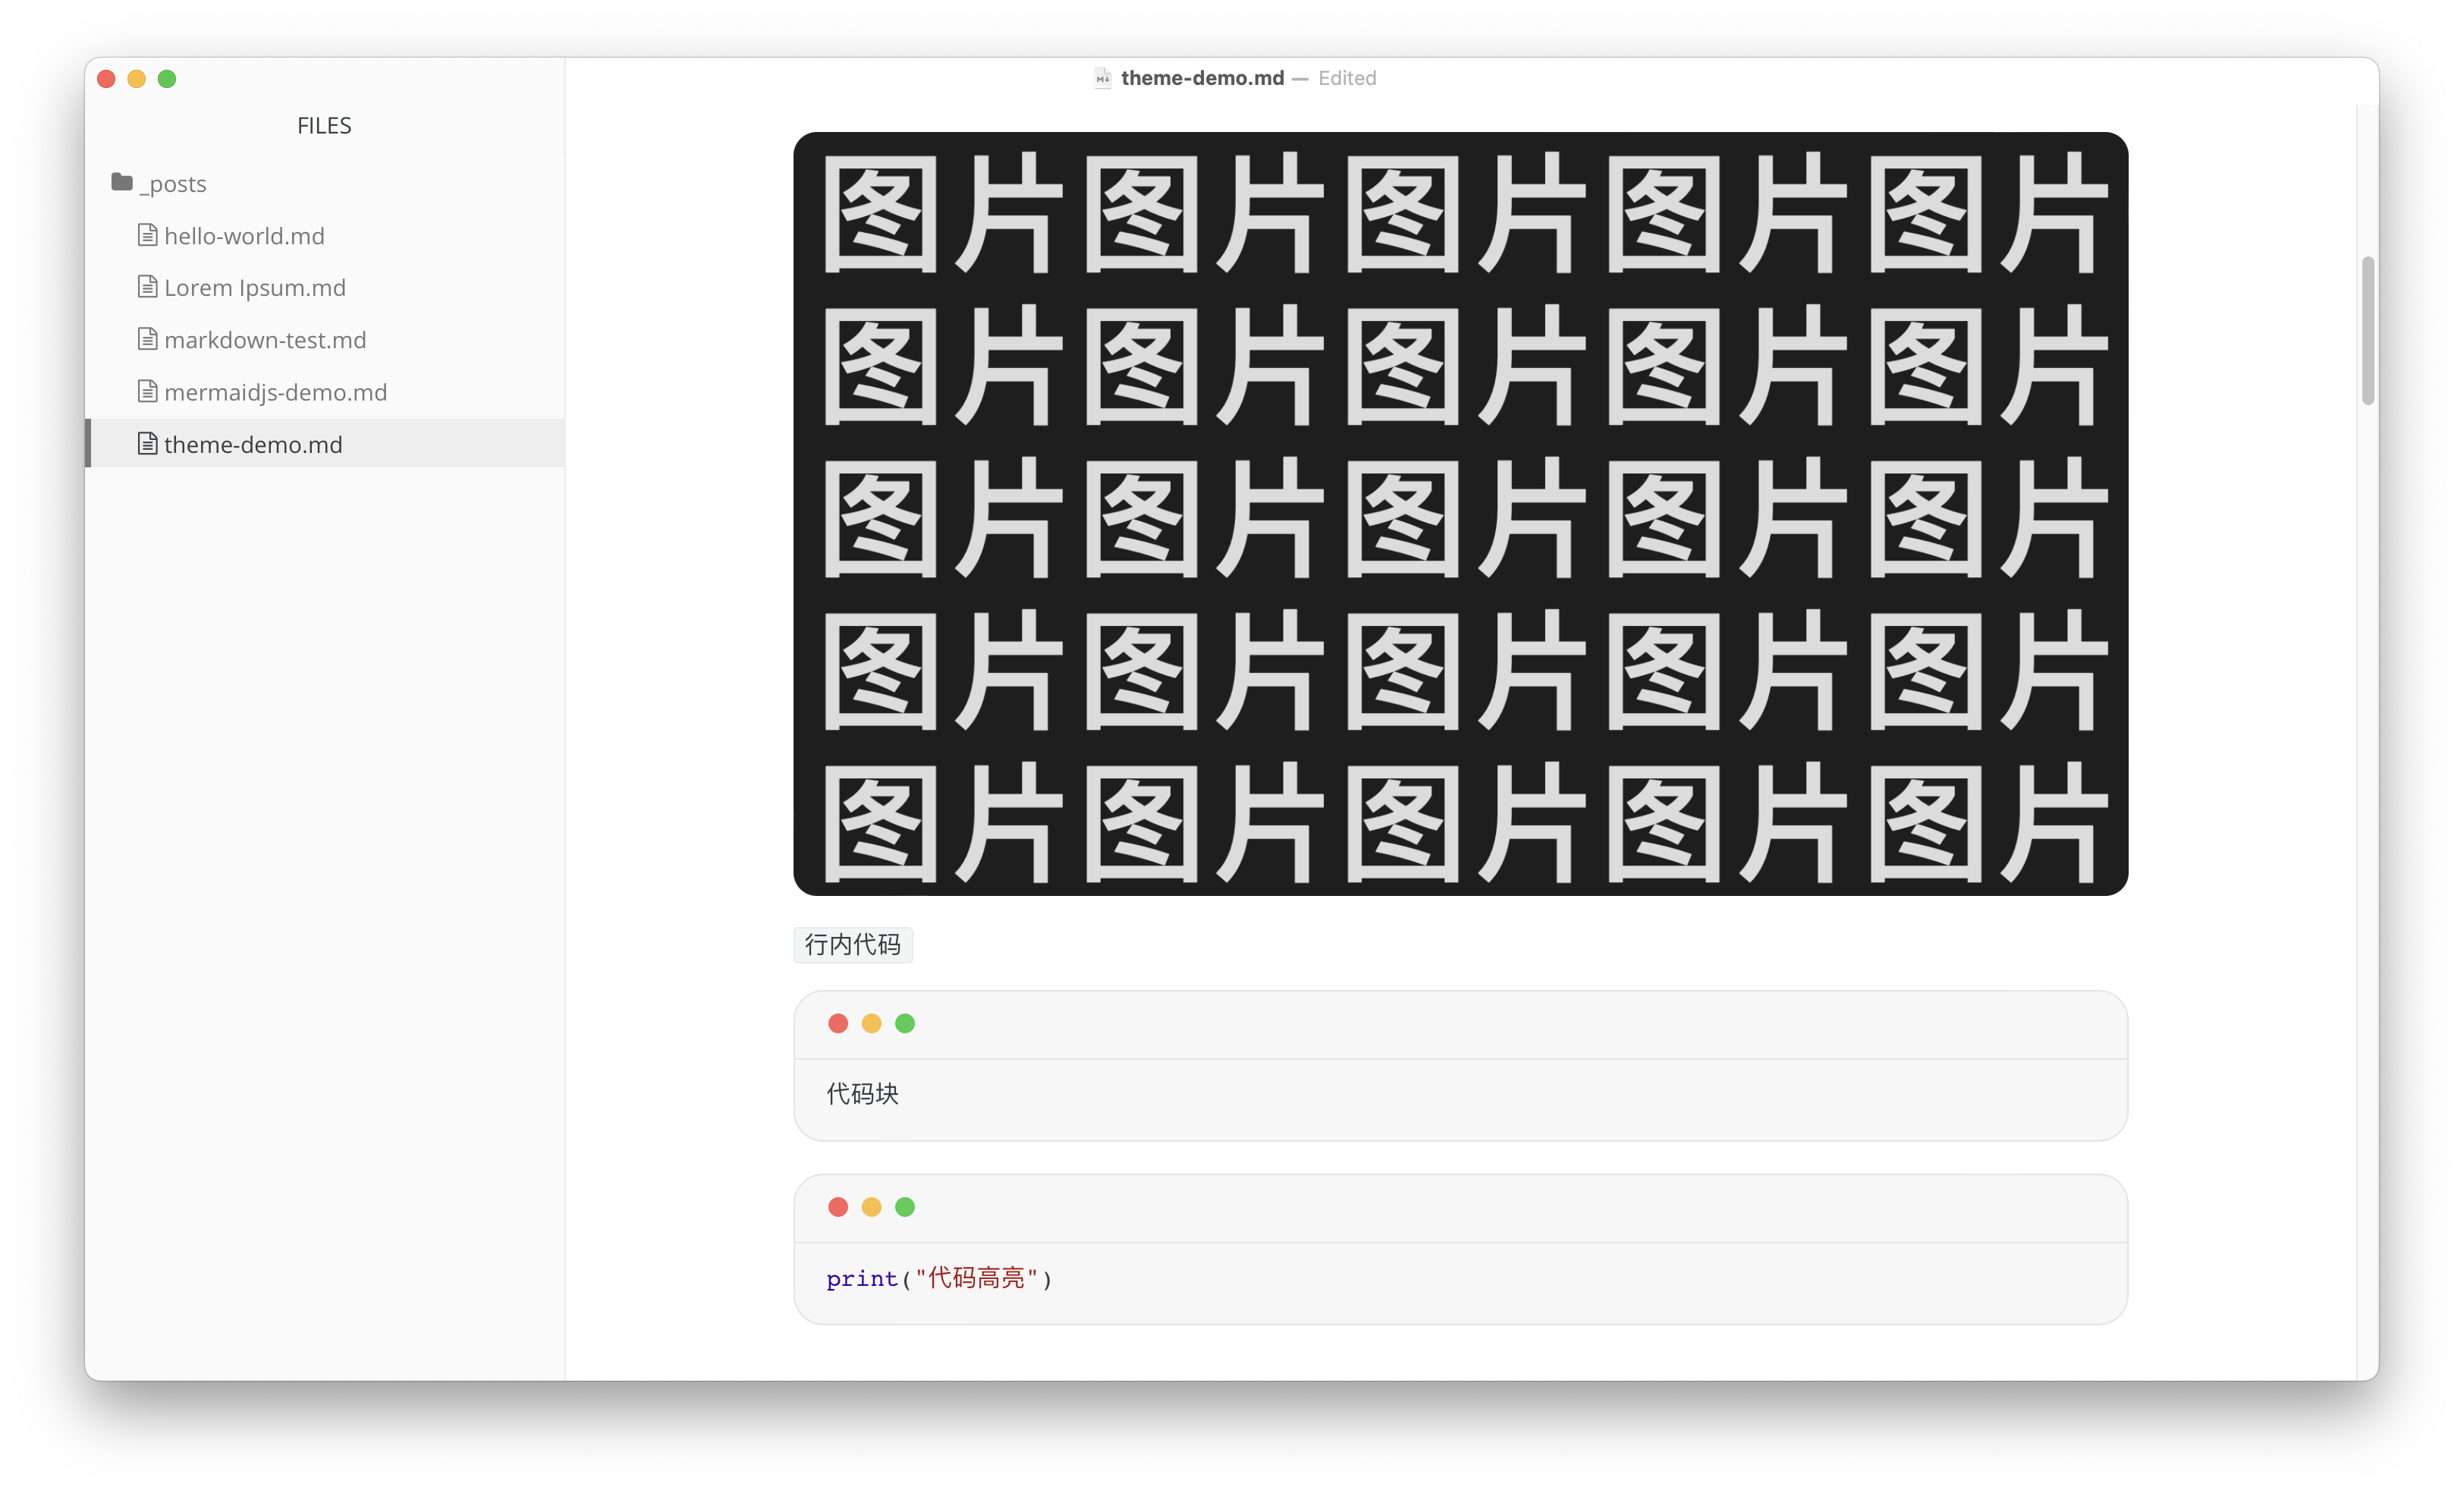 theme-demo.md — Edited
FILES
_posts
hello-world.md
Lorem Ipsum.md
markdown-test.md
mermaidjs-demo.md
theme-demo.md
图片图片图片图片图片
图片图片图片图片图片
图片图片图片图片图片
图片图片图片图片图片
图片图片图片图片图片
行内代码
代码块
print("代码高亮")